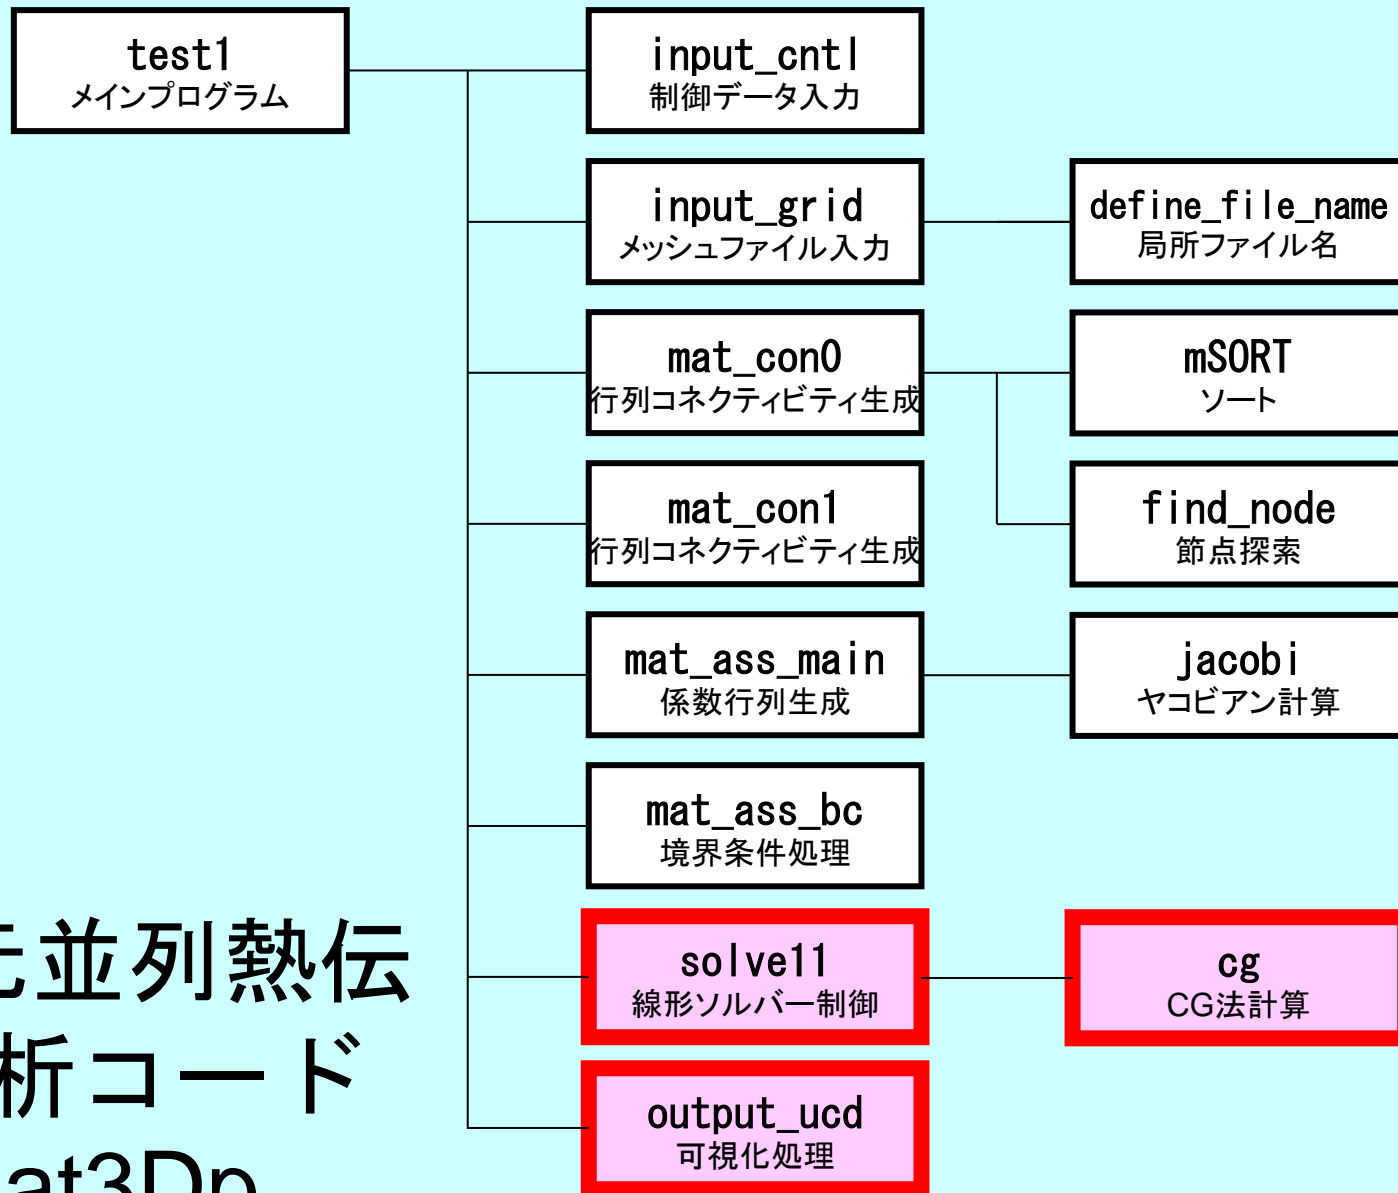 test1
メインプログラム
input_cntl
制御データ入力
input_grid
メッシュファイル入力
define_file_name
局所ファイル名
mat_con0
行列コネクティビティ生成
mSORT
ソート
mat_con1
行列コネクティビティ生成
find_node
節点探索
mat_ass_main
係数行列生成
jacobi
ヤコビアン計算
mat_ass_bc
境界条件処理
solve11
線形ソルバー制御
cg
CG法計算
output_ucd
可視化処理
元並列熱伝
析コード
at3Dp